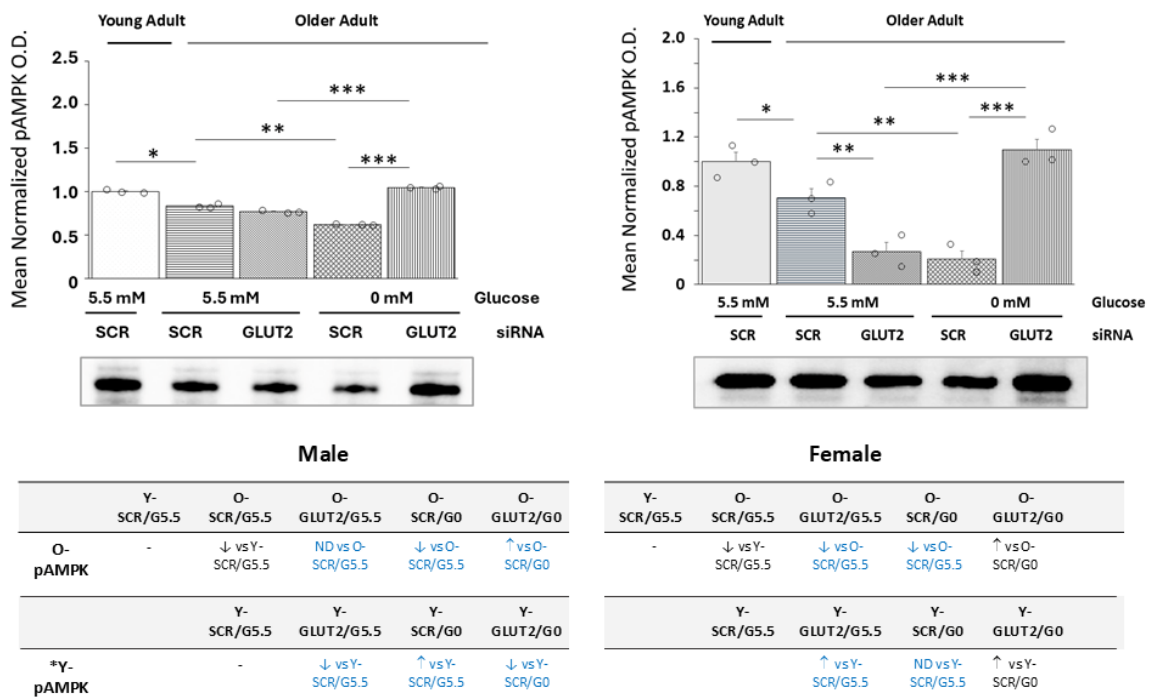 Young Adult Older Adult
Mean Normalized pAMPK O.D.
2.5
2.0
1.5
1.0
0.5
0
* ** *** ***
5.5 mM 5.5 mM 0 mM Glucose
SCR SCR GLUT2 SCR GLUT2 siRNA
Young Adult Older Adult
Mean Normalized pAMPK O.D.
2.0
1.6
1.2
0.8
0.4
0
* ** ** *** ***
5.5 mM 5.5 mM 0 mM Glucose
SCR SCR GLUT2 SCR GLUT2 siRNA
Male
Y- O- O- O- O-
SCR/G5.5 SCR/G5.5 GLUT2/G5.5 SCR/G0 GLUT2/G0
O- - ↓ vs Y- ND vs O- ↓ vs O- ↑ vs O-
pAMPK SCR/G5.5 SCR/G5.5 SCR/G5.5 SCR/G0
Y- Y- Y- Y-
SCR/G5.5 GLUT2/G5.5 SCR/G0 GLUT2/G0
*Y- - ↓ vs Y- ↑ vs Y- ↓ vs Y-
pAMPK SCR/G5.5 SCR/G5.5 SCR/G0
Female
Y- O- O- O- O-
SCR/G5.5 SCR/G5.5 GLUT2/G5.5 SCR/G0 GLUT2/G0
- ↓ vs Y- ↓ vs O- ↓ vs O- ↑ vs O-
SCR/G5.5 SCR/G5.5 SCR/G5.5 SCR/G0
Y- Y- Y- Y-
SCR/G5.5 GLUT2/G5.5 SCR/G0 GLUT2/G0
↑ vs Y- ND vs Y- ↑ vs Y-
SCR/G5.5 SCR/G5.5 SCR/G0